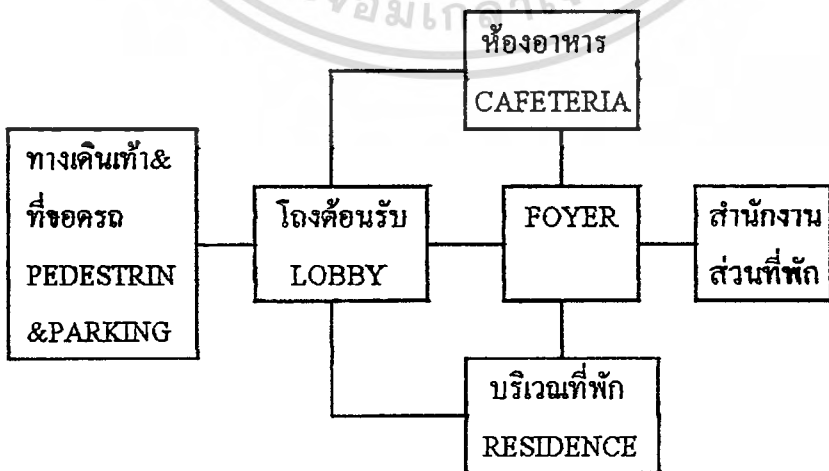 ห้องอาหาร
CAFETERIA
ทางเดินเท้า&
ที่จอดรถ
PEDESTRIN
&PARKING
โถงต้อนรับ
LOBBY
FOYER
สำนักงาน
ส่วนที่พัก
บริเวณที่พัก
RESIDENCE